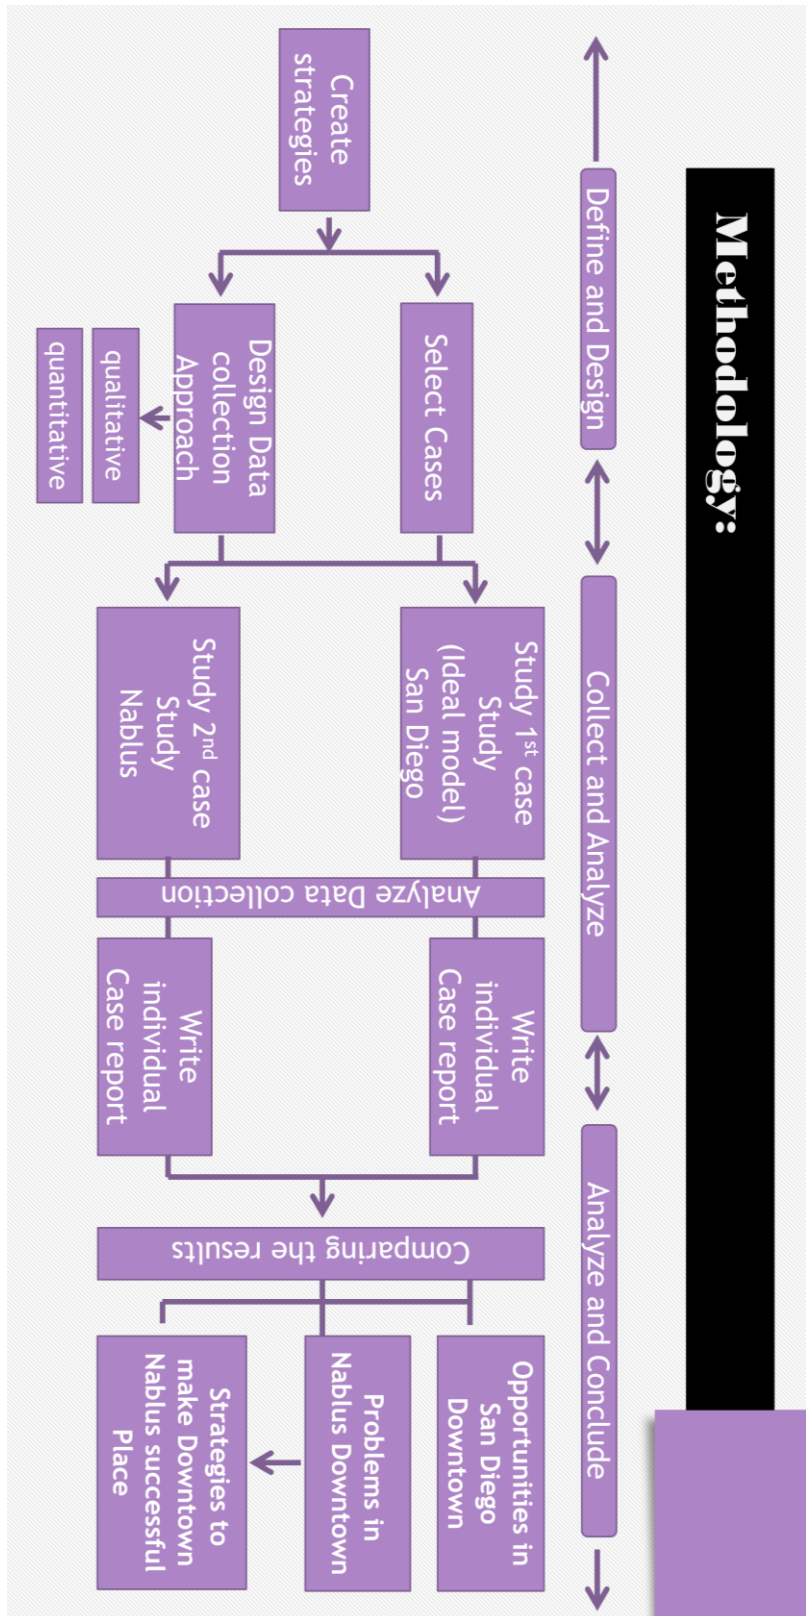 Methodology:
Define and Design
Collect and Analyze
Analyze and Conclude
Create
strategies
Select Cases
Design Data
collection
Approach
qualitative
quantitative
Study 1st case
Study
(Ideal model)
San Diego
Study 2nd case
Study
Nablus
Analyze Data collection
Write
individual
Case report
Write
individual
Case report
Comparing the results
Opportunities in
San Diego
Downtown
Problems in
Nablus Downtown
Strategies to
make Downtown
Nablus successful
Place